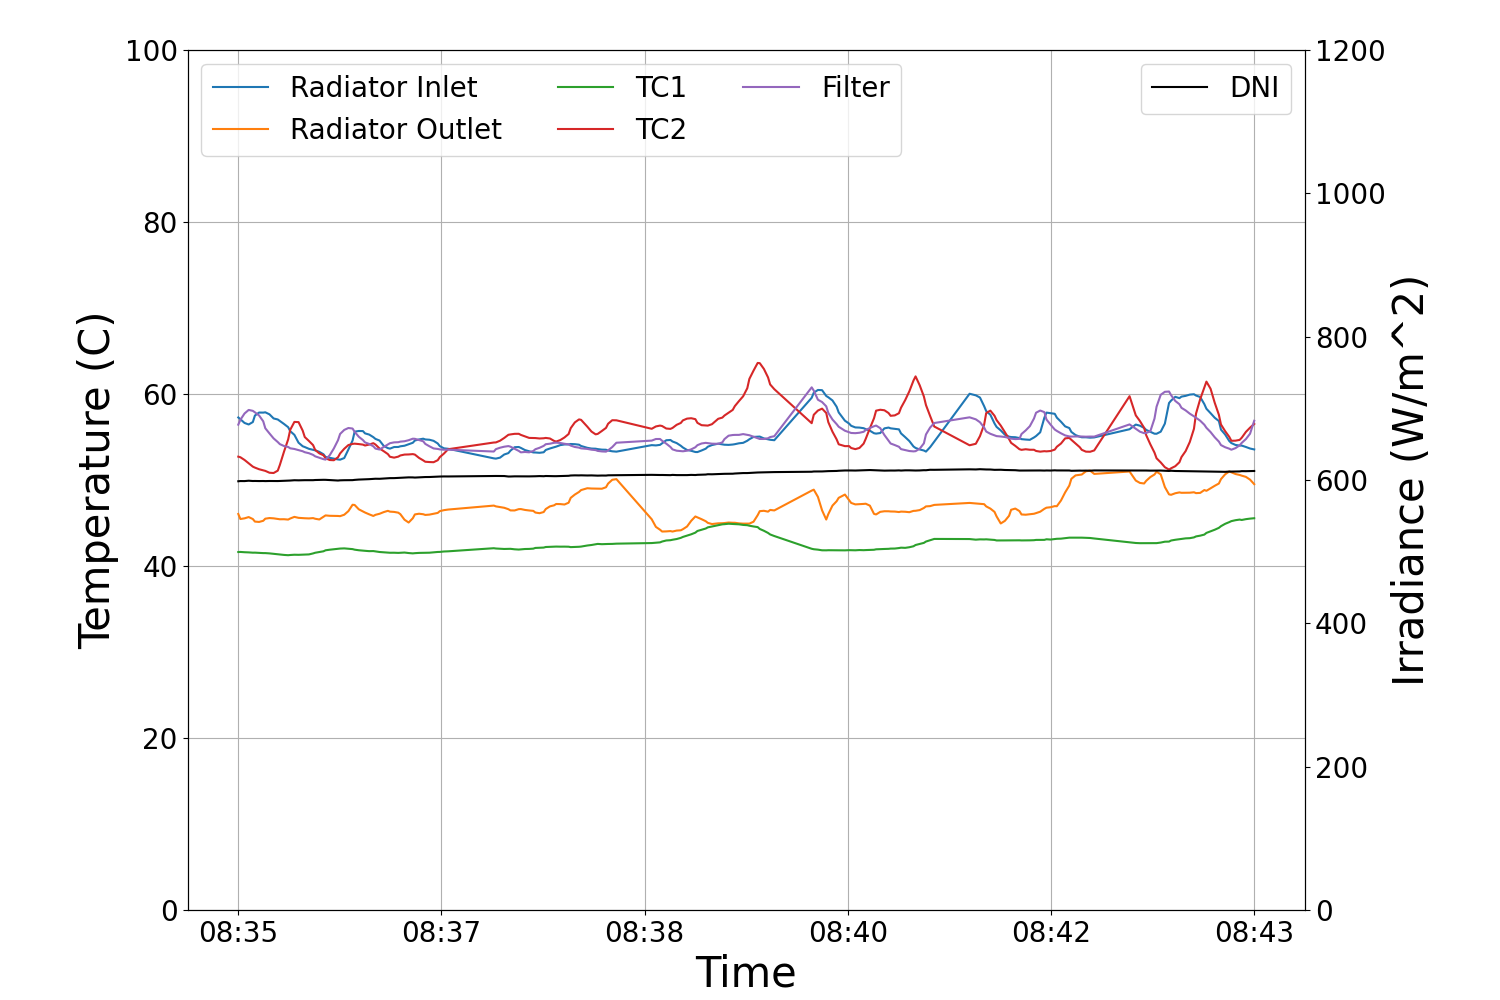 Radiator Inlet
Radiator Outlet
TC1
TC2
Filter
DNI
Temperature (C)
100
80
60
40
20
0
1200
1000
800
600
400
200
0
Irradiance (W/m^2)
08:35 08:37 08:38 08:40 08:42 08:43
Time